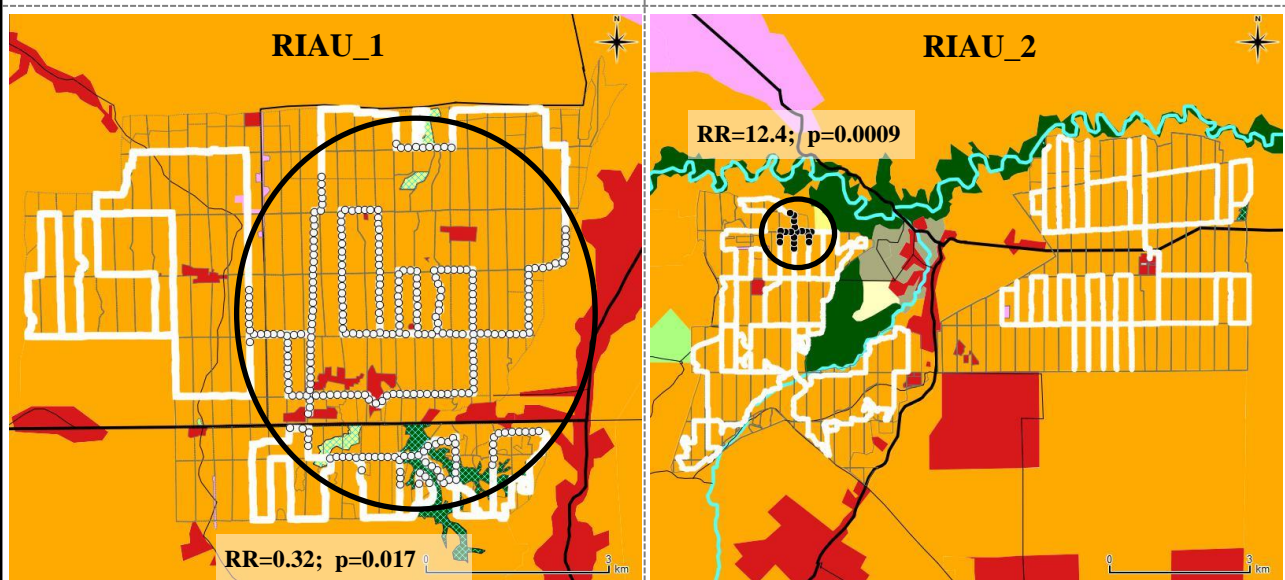 RIAU_1
N
RR=0.32; p=0.017
0
3
km
RIAU_2
N
RR=12.4; p=0.0009
0
3
km